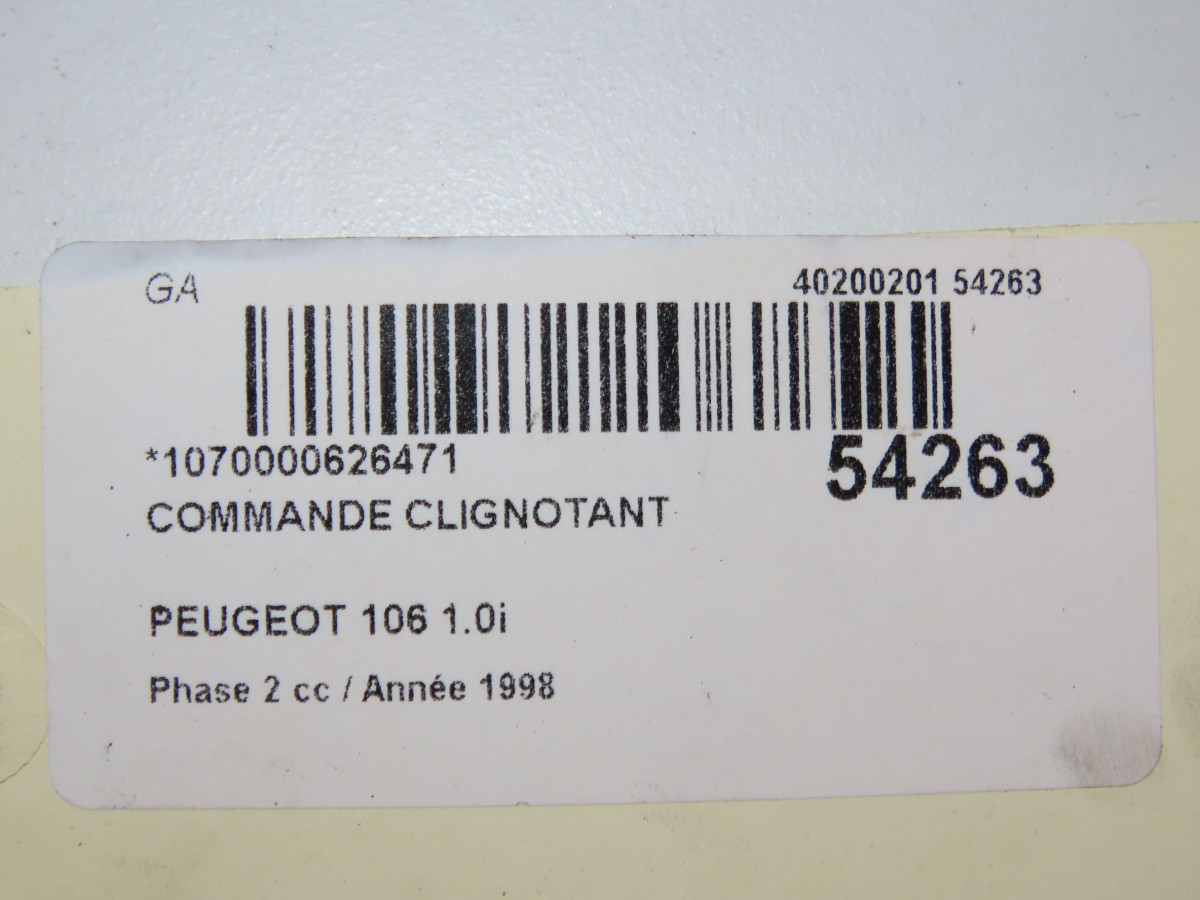 GA 40200201 54263
*1070000626471 54263
COMMANDE CLIGNOTANT
PEUGEOT 106 1.0i
Phase 2 cc / Année 1998